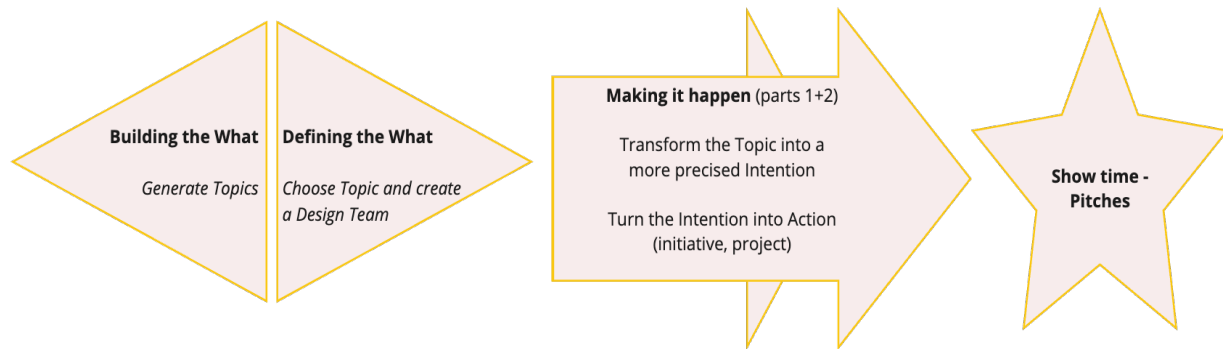 Building the What
Generate Topics
Defining the What
Choose Topic and create
a Design Team
Making it happen (parts 1+2)
Transform the Topic into a
more precised Intention
Turn the Intention into Action
(initiative, project)
Show time -
Pitches